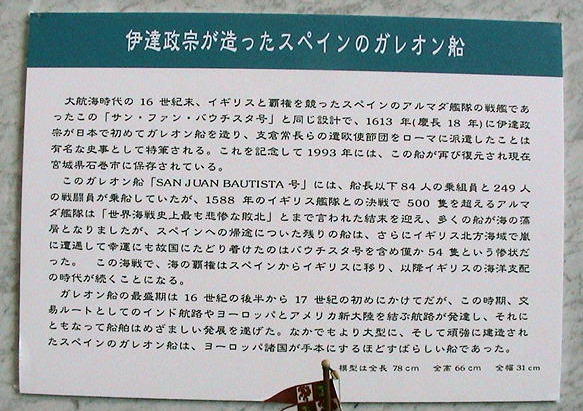 伊達政宗が造ったスペインのガレオン船
大航海時代の 16 世紀末、イギリスと覇権を競ったスペインのアルマダ艦隊の戦艦であ
ったこの「サン・ファン・バウチスタ号」と同じ設計で、1613 年(慶長 18 年)に伊達政
宗が日本で初めてガレオン船を造り、支倉常長らの遣欧使節団をローマに派遣したことは
有名な史事として特筆される。これを記念して 1993 年には、この船が再び復元され現在
宮城県石巻市に保存されている。
このガレオン船「SAN JUAN BAUTISTA 号」には、船長以下 84 人の乗組員と 249 人
の戦闘員が乗船していたが、1588 年のイギリスとの決戦で 500 隻を超えるアルマ
ダ艦隊は「世界海戦史上最も悲惨な敗北」とまで言われた結末を迎え、多くの船が海の藻
屑となりましたが、スペインへの帰途についた残りの船は、さらにイギリス北方海域で嵐
に遭遇して幸運にも故国にたどり着けたのはバウチスタ号を含め僅か 54 隻という惨状だ
った。 この海戦で、海の覇権はスペインからイギリスに移り、以降イギリスの海洋支配
の時代が続くことになる。
ガレオン船の最盛期は 16 世紀の後半から 17 世紀の初めにかけてだが、この時期、交
易ルートとしてのインド航路やヨーロッパとアメリカ新大陸を結ぶ航路が発達し、それに
ともなって船舶はめざましい発展を遂げた。なかでもより大型に、そして頑強に建造され
たスペインのガレオン船は、ヨーロッパ諸国が手本にするほどすばらしい船であった。
模型は全長 78 cm 全高 66 cm 全幅 31 cm